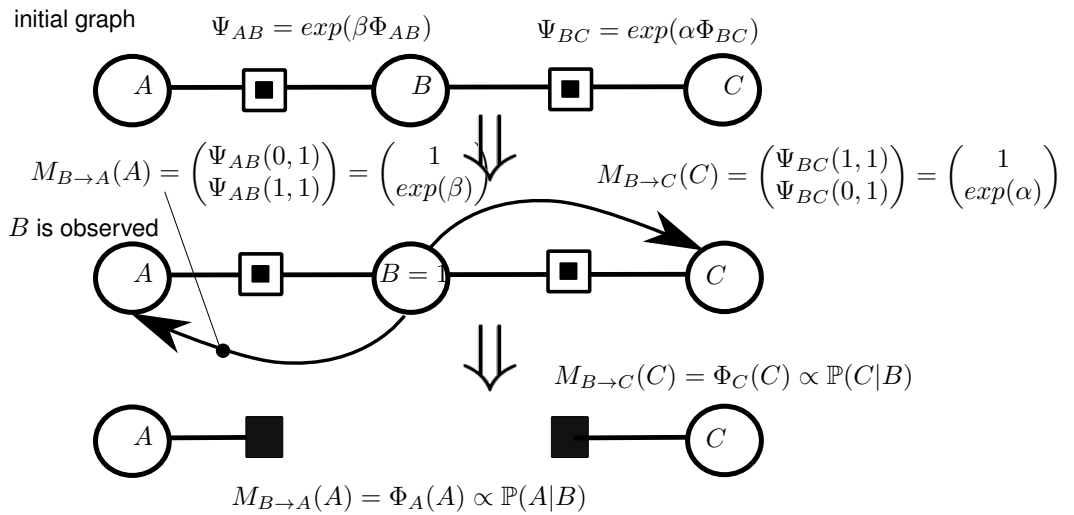 initial graph
Ψ_{AB} = exp(βΦ_{AB})
Ψ_{BC} = exp(αΦ_{BC})
A
B
C
M_{B→A}(A) = (Ψ_{AB}(0, 1) Ψ_{AB}(1, 1)) = (1 exp(β))
M_{B→C}(C) = (Ψ_{BC}(1, 1) Ψ_{BC}(0, 1)) = (1 exp(α))
B is observed
A
B = 1
C
M_{B→C}(C) = Φ_C(C) ∝ ℙ(C|B)
A
C
M_{B→A}(A) = Φ_A(A) ∝ ℙ(A|B)